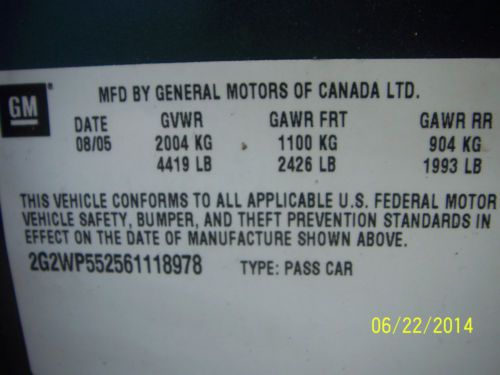 GM
MFD BY GENERAL MOTORS OF CANADA LTD.
DATE GVWR GAWR FRT GAWR RR
08/05 2004 KG 1100 KG 904 KG
4419 LB 2426 LB 1993 LB
THIS VEHICLE CONFORMS TO ALL APPLICABLE U.S. FEDERAL MOTOR
VEHICLE SAFETY, BUMPER, AND THEFT PREVENTION STANDARDS IN
EFFECT ON THE DATE OF MANUFACTURE SHOWN ABOVE.
2G2WP552561118978 TYPE: PASS CAR
06/22/2014